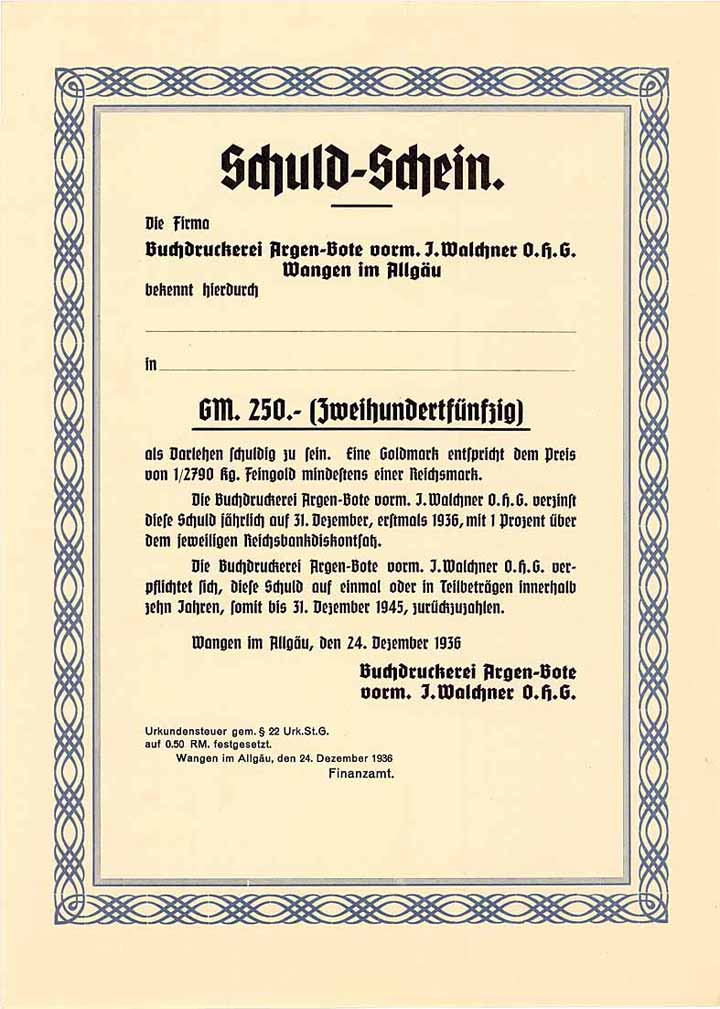 Schuld-Schein.
Die Firma
Buchdruckerei Argen-Bote vorm. J. Walchner O.H.G.
Wangen im Allgäu
bekennt hierdurch
in
GM. 250.- (Zweihundertfünfzig)
als Darlehen schuldig zu sein. Eine Goldmark entspricht dem Preis
von 1/2790 Kg. Feingold mindestens einer Reichsmark.
Die Buchdruckerei Argen-Bote vorm. J. Walchner O.H.G. verzinst
diese Schuld jährlich auf 31. Dezember, erstmals 1936, mit 1 Prozent über
dem jeweiligen Reichsbankdiskontsatz.
Die Buchdruckerei Argen-Bote vorm. J. Walchner O.H.G. ver-
pflichtet sich, diese Schuld auf einmal oder in Teilbeträgen innerhalb
zehn Jahren, somit bis 31. Dezember 1945, zurückzuzahlen.
Wangen im Allgäu, den 24. Dezember 1936
Buchdruckerei Argen-Bote
vorm. J. Walchner O.H.G.
Urkundensteuer gem. § 22 Urk.St.G.
auf 0.50 RM. festgesetzt.
Wangen im Allgäu, den 24. Dezember 1936
Finanzamt.